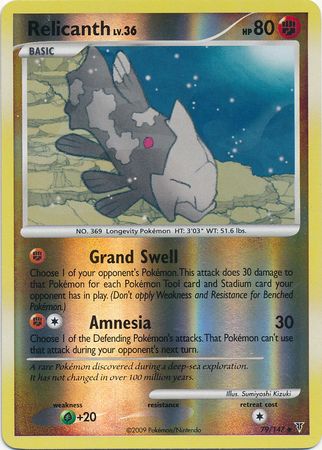 Relicanth LV.36 HP 80
BASIC
NO. 369 Longevity Pokémon HT: 3'03" WT: 51.6 lbs.
Grand Swell
Choose 1 of your opponent's Pokémon. This attack does 30 damage to
that Pokémon for each Pokémon Tool card and Stadium card your
opponent has in play. (Don't apply Weakness and Resistance for Benched
Pokémon.)
Amnesia 30
Choose 1 of the Defending Pokémon's attacks. That Pokémon can't use
that attack during your opponent's next turn.
A rare Pokémon discovered during a deep-sea exploration.
It has not changed in over 100 million years.
Illus. Sumiyoshi Kizuki
weakness resistance retreat cost
+20
©2009 Pokémon/Nintendo 79/147 ★